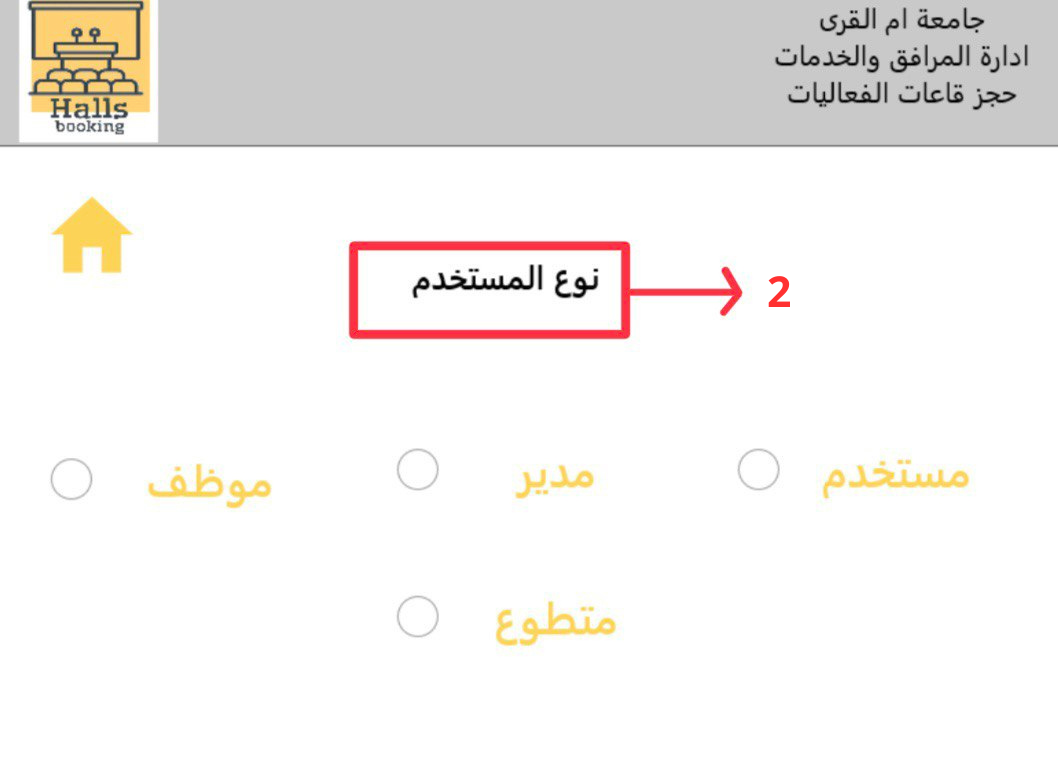 جامعة ام القرى
ادارة المرافق والخدمات
حجز قاعات الفعاليات
Halls
booking
نوع المستخدم
2
مستخدم
مدير
موظف
متطوع